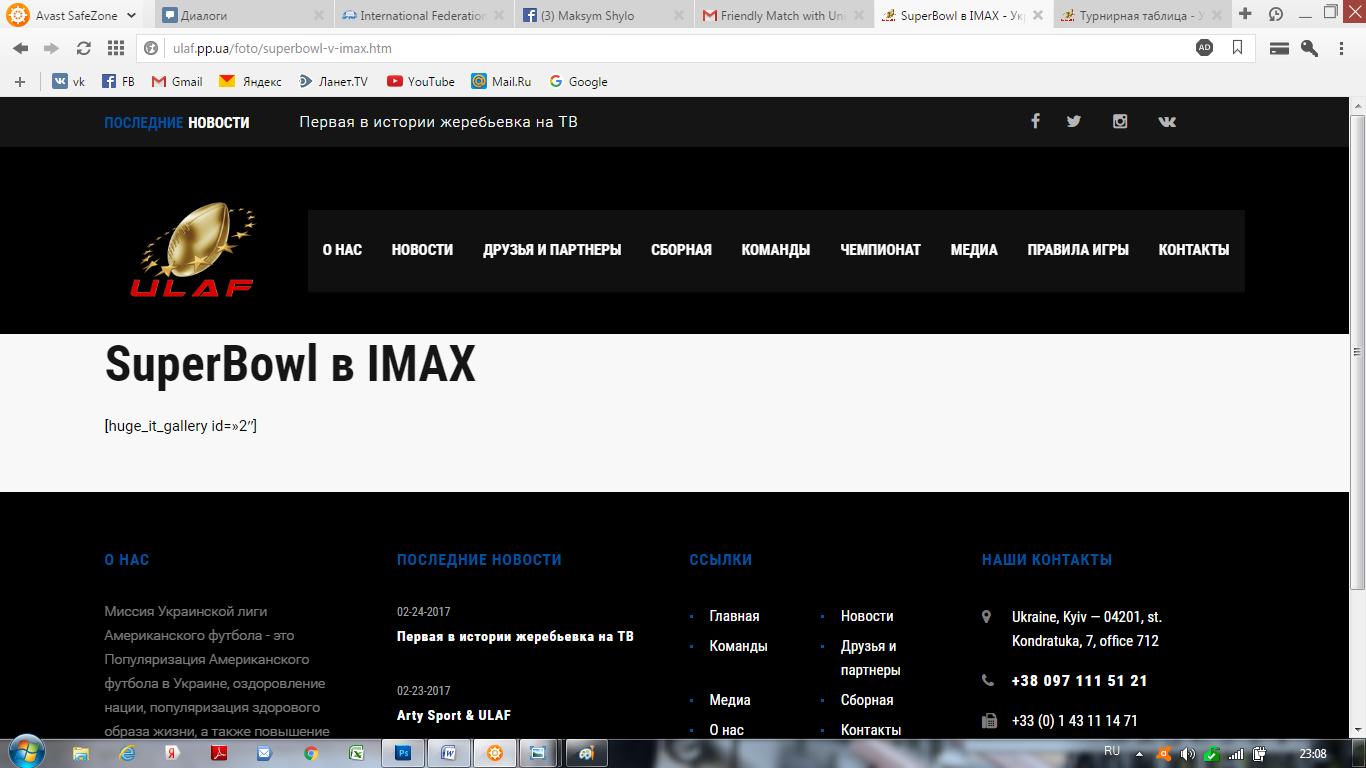 Avast SafeZone
Диалоги
International Federation
(3) Maksym Shylo
Friendly Match with Uni
SuperBowl в IMAX - Укр
Турнирная таблица - У
ulaf.pp.ua/foto/superbowl-v-imax.htm
AD
vk
FB
Gmail
Яндекс
Ланет.TV
YouTube
Mail.Ru
Google
ПОСЛЕДНИЕ НОВОСТИ
Первая в истории жеребьевка на ТВ
ULAF
О НАС
НОВОСТИ
ДРУЗЬЯ И ПАРТНЕРЫ
СБОРНАЯ
КОМАНДЫ
ЧЕМПИОНАТ
МЕДИА
ПРАВИЛА ИГРЫ
КОНТАКТЫ
SuperBowl в IMAX
[huge_it_gallery id=»2″]
О НАС
Миссия Украинской лиги
Американского футбола - это
Популяризация Американского
футбола в Украине, оздоровление
нации, популяризация здорового
образа жизни, а также повышение
ПОСЛЕДНИЕ НОВОСТИ
02-24-2017
Первая в истории жеребьевка на ТВ
02-23-2017
Arty Sport & ULAF
ССЫЛКИ
Главная
Новости
Команды
Друзья и
партнеры
Медиа
Сборная
О нас
Контакты
НАШИ КОНТАКТЫ
Ukraine, Kyiv — 04201, st.
Kondratuka, 7, office 712
+38 097 111 51 21
+33 (0) 1 43 11 14 71
RU
23:08